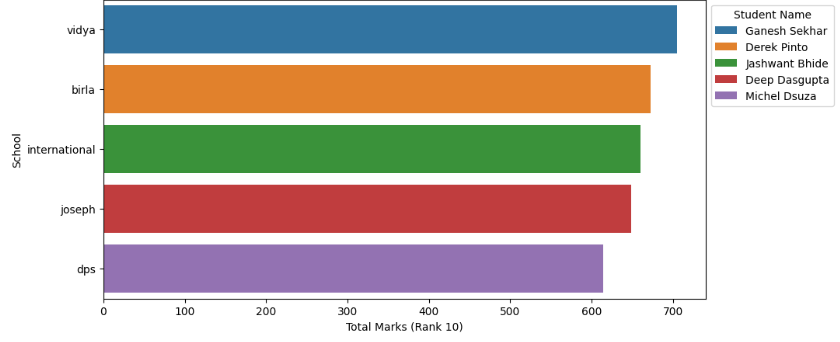 vidya
birla
international
joseph
dps
School
0 100 200 300 400 500 600 700
Total Marks (Rank 10)
Student Name
Ganesh Sekhar
Derek Pinto
Jashwant Bhide
Deep Dasgupta
Michel Dsuza